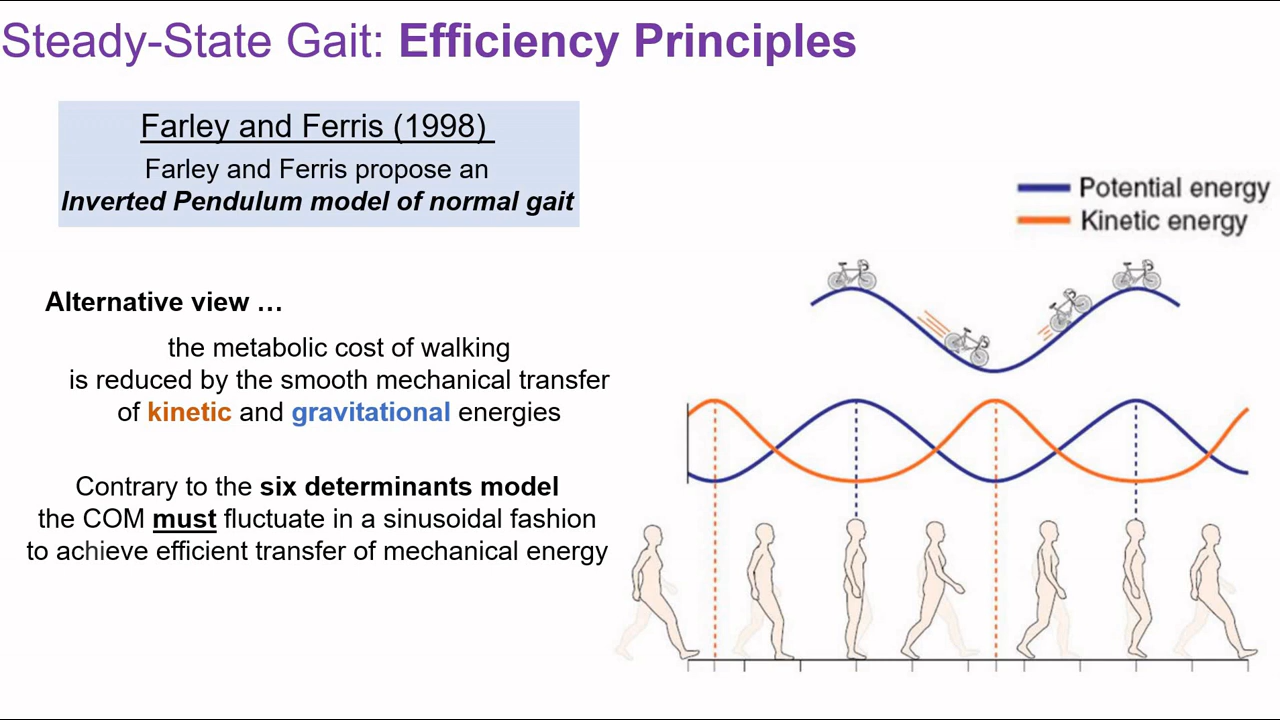 Steady-State Gait: Efficiency Principles
Farley and Ferris (1998)
Farley and Ferris propose an
Inverted Pendulum model of normal gait
Alternative view …
the metabolic cost of walking
is reduced by the smooth mechanical transfer
of kinetic and gravitational energies
Contrary to the six determinants model
the COM must fluctuate in a sinusoidal fashion
to achieve efficient transfer of mechanical energy
Potential energy
Kinetic energy